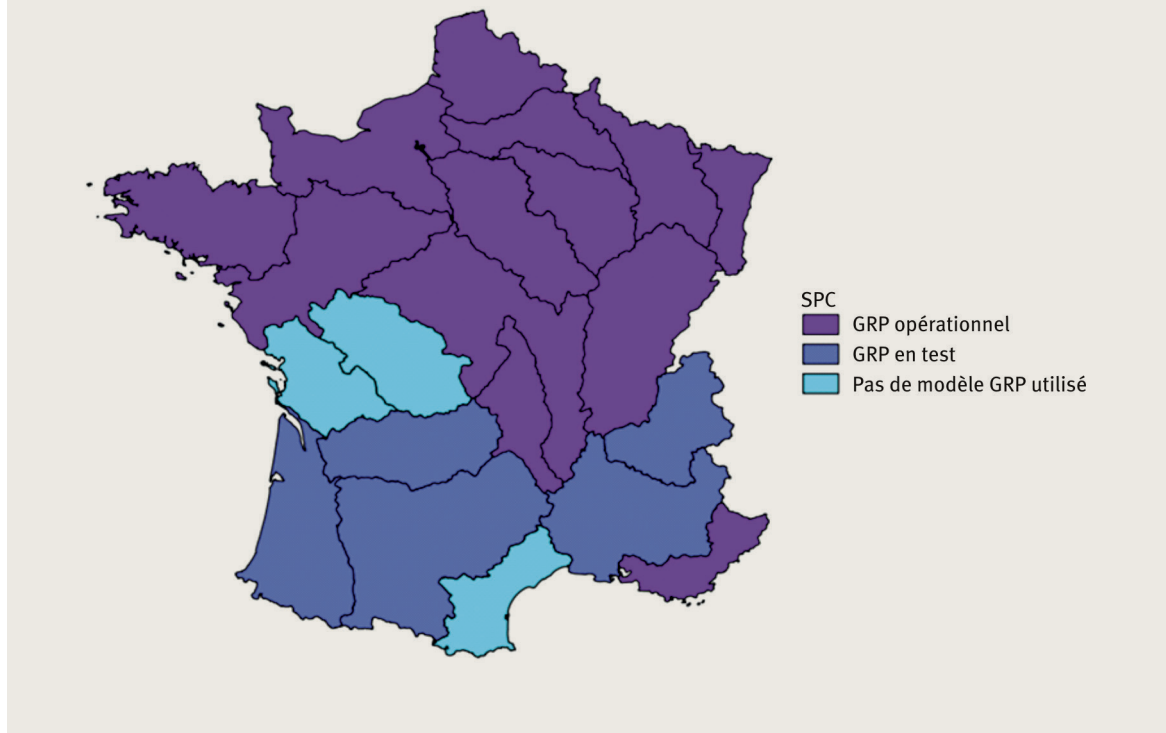 SPC
GRP opérationnel
GRP en test
Pas de modèle GRP utilisé